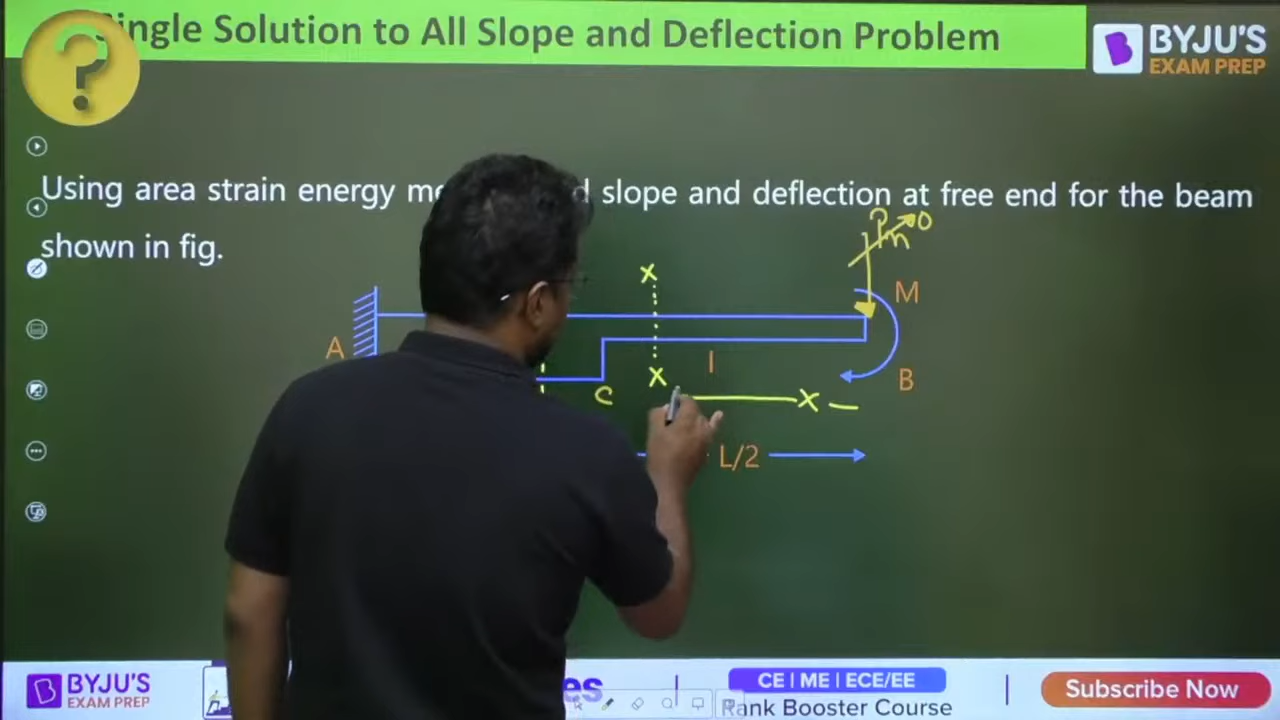 ingle Solution to All Slope and Deflection Problem
BYJU'S
EXAM PREP
?
Using area strain energy me d slope and deflection at free end for the beam
shown in fig.
0
M
A
I
B
x
x
c
x
L/2
BYJU'S
EXAM PREP
es
CE | ME | ECE/EE
Rank Booster Course
Subscribe Now